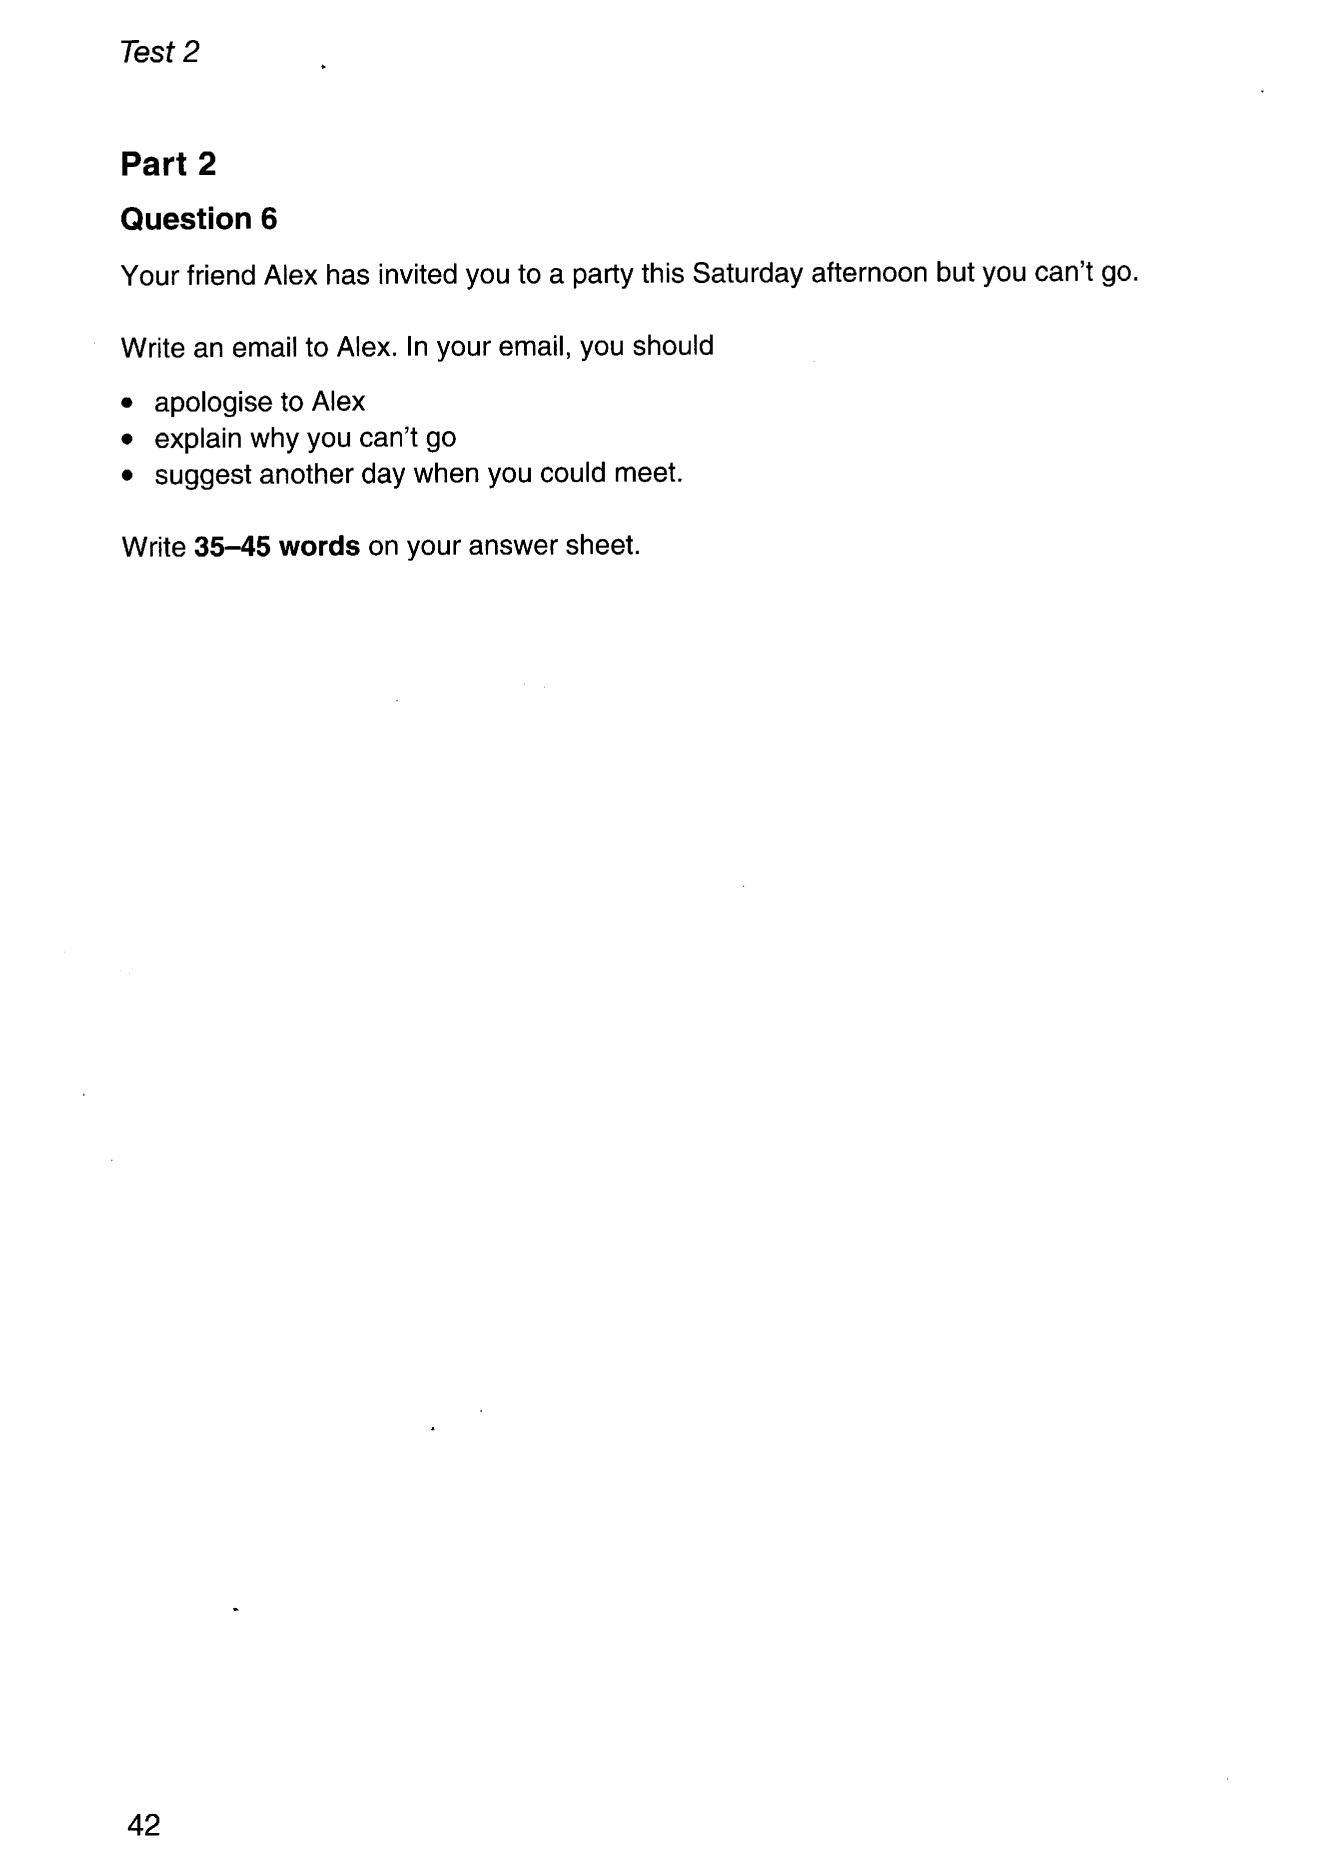 Test 2
Part 2
Question 6
Your friend Alex has invited you to a party this Saturday afternoon but you can't go.
Write an email to Alex. In your email, you should
• apologise to Alex
• explain why you can't go
• suggest another day when you could meet.
Write 35–45 words on your answer sheet.
42